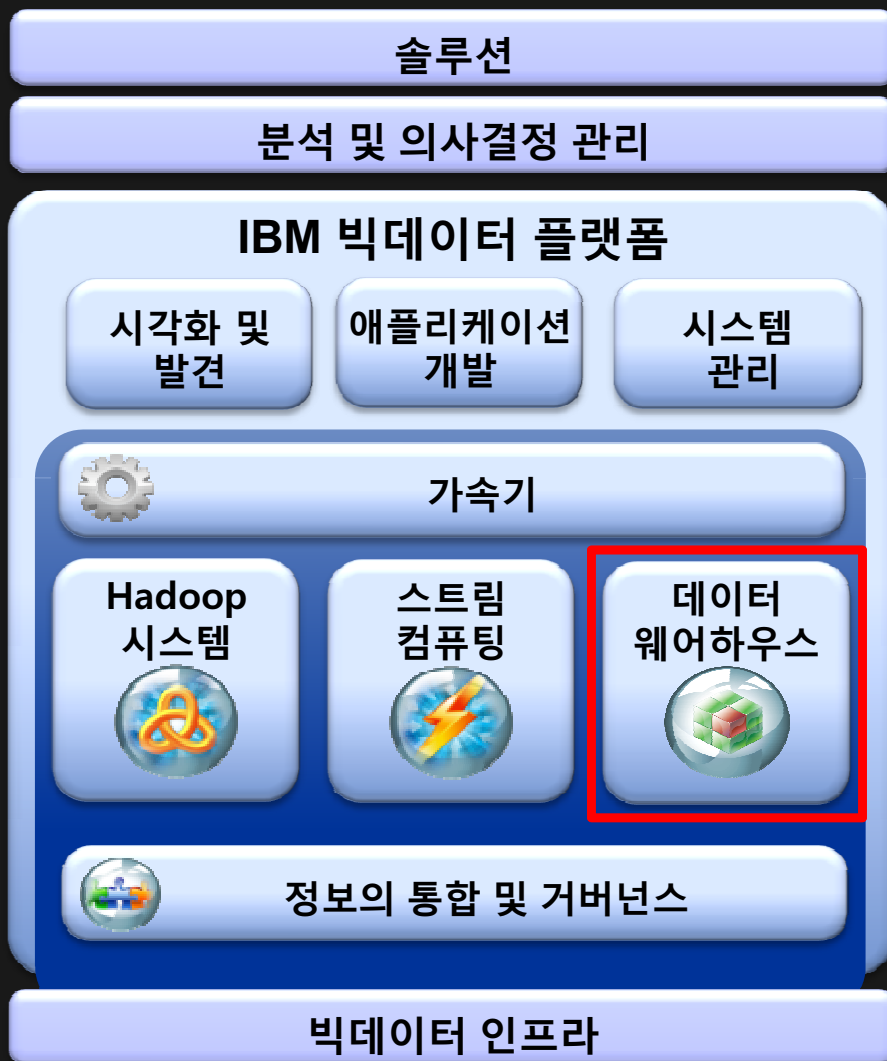 솔루션
분석 및 의사결정 관리
IBM 빅데이터 플랫폼
시각화 및
발견
애플리케이션
개발
시스템
관리
가속기
Hadoop
시스템
스트림
컴퓨팅
데이터
웨어하우스
정보의 통합 및 거버넌스
빅데이터 인프라